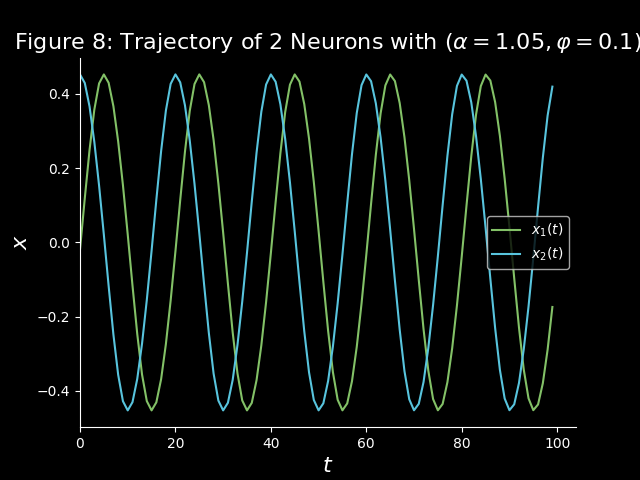 Figure 8: Trajectory of 2 Neurons with (α = 1.05, φ = 0.1)
0.4
0.2
0.0
−0.2
−0.4
x
x₁(t)
x₂(t)
0 20 40 60 80 100
t